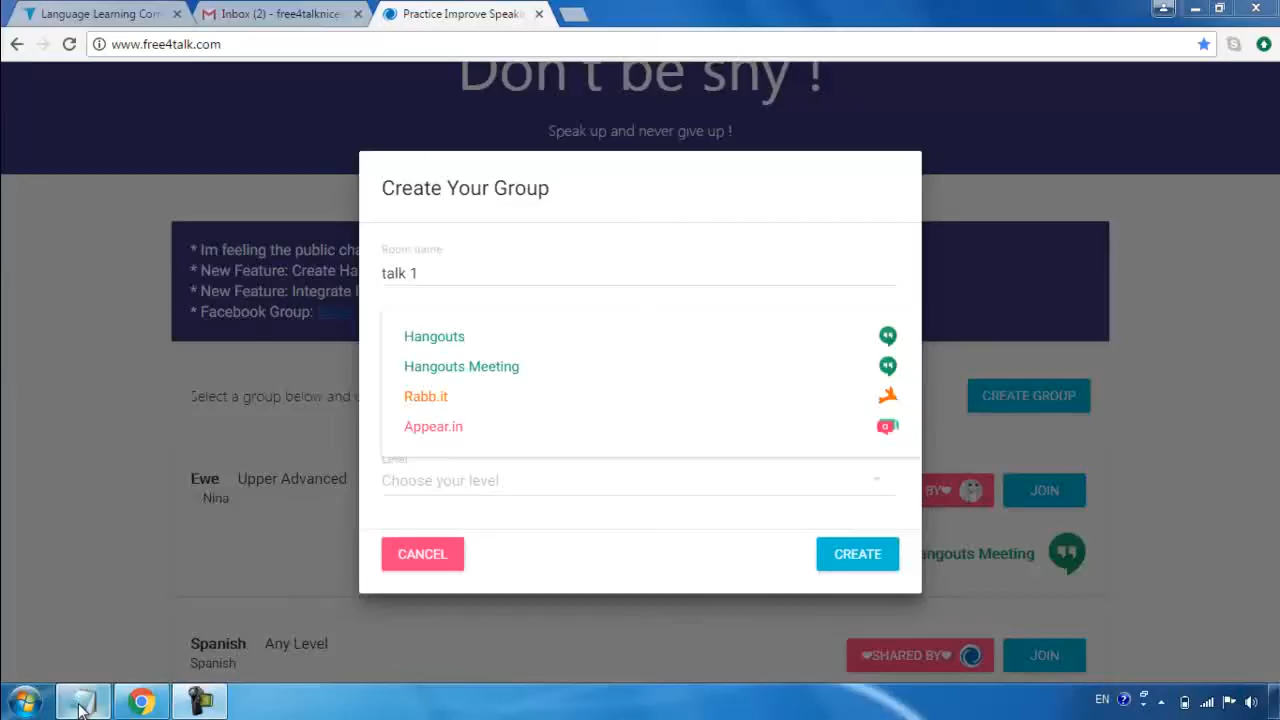 Language Learning Con
Inbox (2) - free4talknice
Practice Improve Speaki
www.free4talk.com
Don't be shy !
Speak up and never give up !
Create Your Group
Room name
talk 1
* Im feeling the public cha
* New Feature: Create Ha
* New Feature: Integrate
* Facebook Group:
Hangouts
Hangouts Meeting
Rabb.it
Appear.in
Select a group below and
CREATE GROUP
Level
Choose your level
Ewe Upper Advanced
Nina
BY❤
JOIN
CANCEL
CREATE
angouts Meeting
Spanish Any Level
Spanish
❤SHARED BY❤
JOIN
EN